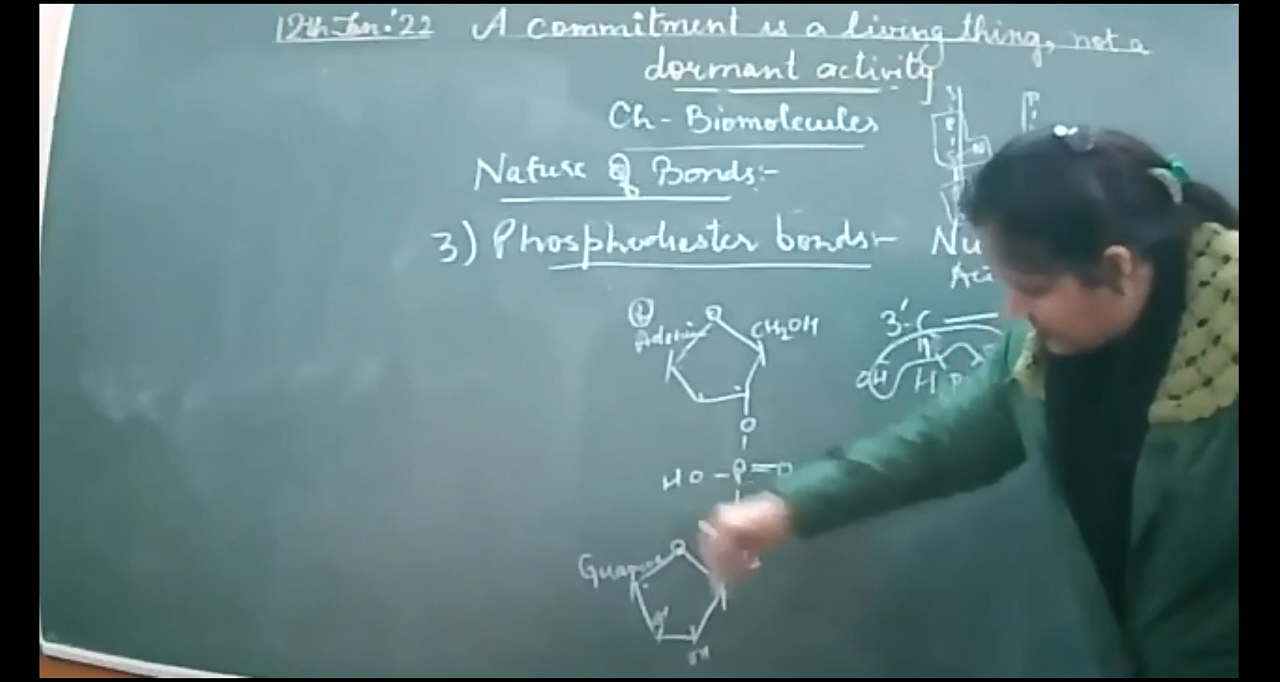 12th Jan.'22 A commitment is a living thing, not a
dormant activity
Ch- Biomolecules
Nature of Bonds:-
3) Phosphodiester bonds:- Nu
Aci
3'-C
OH
H
Adenine
O
CH2OH
O
HO-P=O
Guanine
O
OH